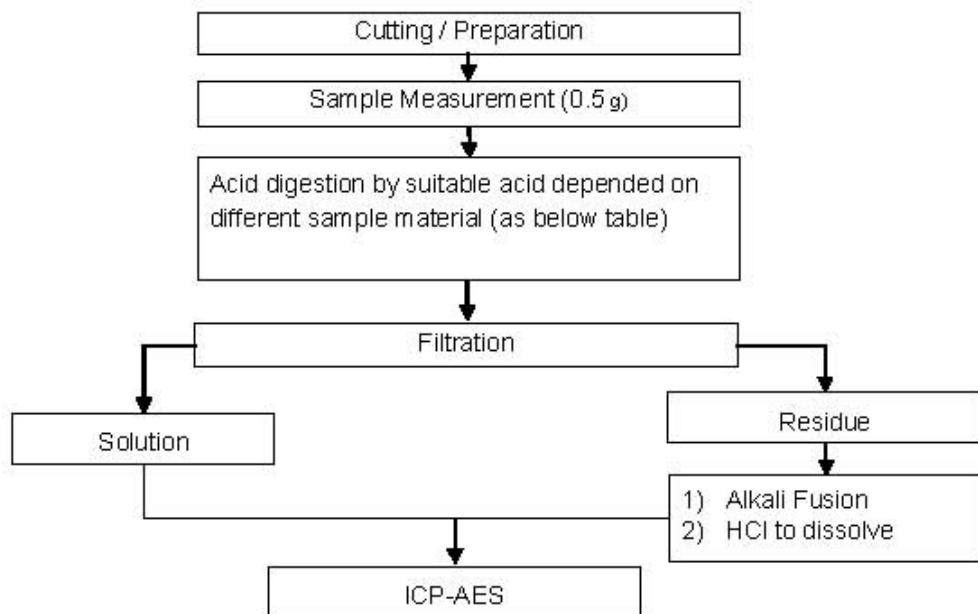 Cutting / Preparation
Sample Measurement (0.5 g)
Acid digestion by suitable acid depended on
different sample material (as below table)
Filtration
Solution
Residue
1) Alkali Fusion
2) HCl to dissolve
ICP-AES